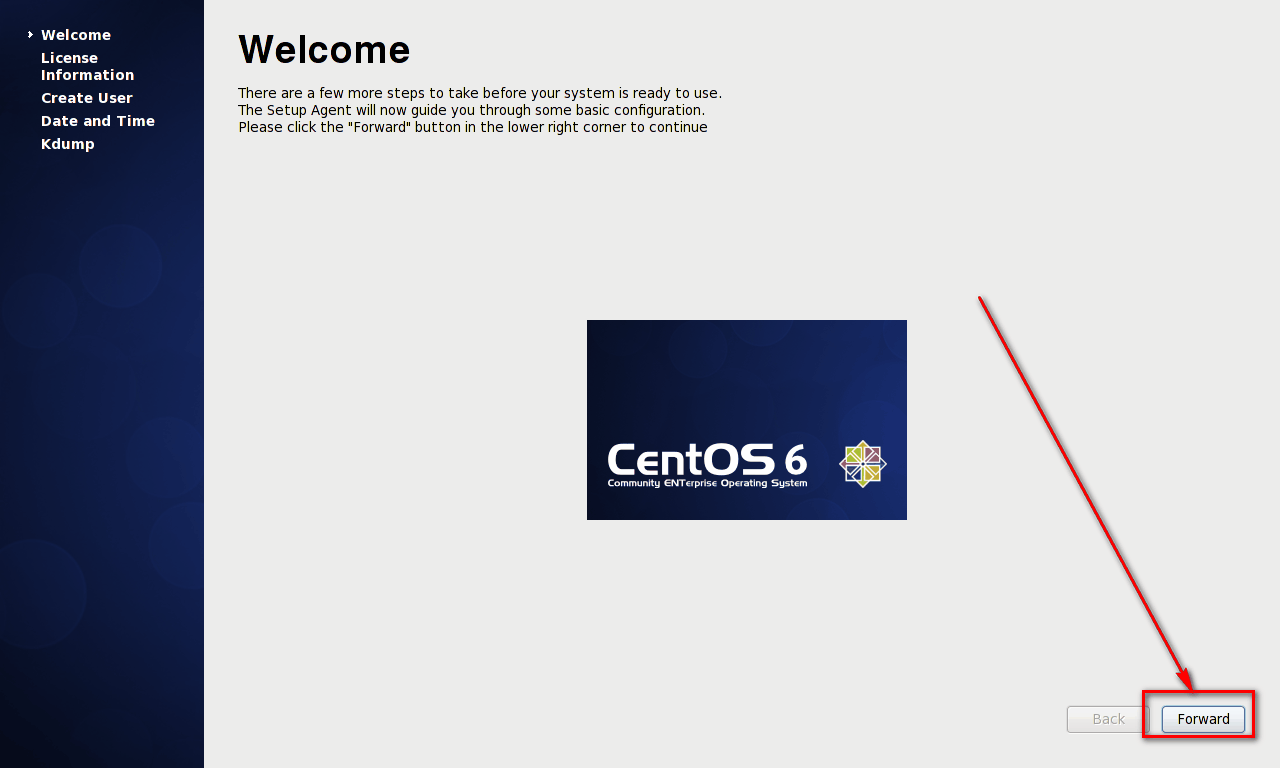 Welcome
License
Information
Create User
Date and Time
Kdump
Welcome
There are a few more steps to take before your system is ready to use.
The Setup Agent will now guide you through some basic configuration.
Please click the "Forward" button in the lower right corner to continue
CentOS 6
Community ENTerprise Operating System
Back
Forward